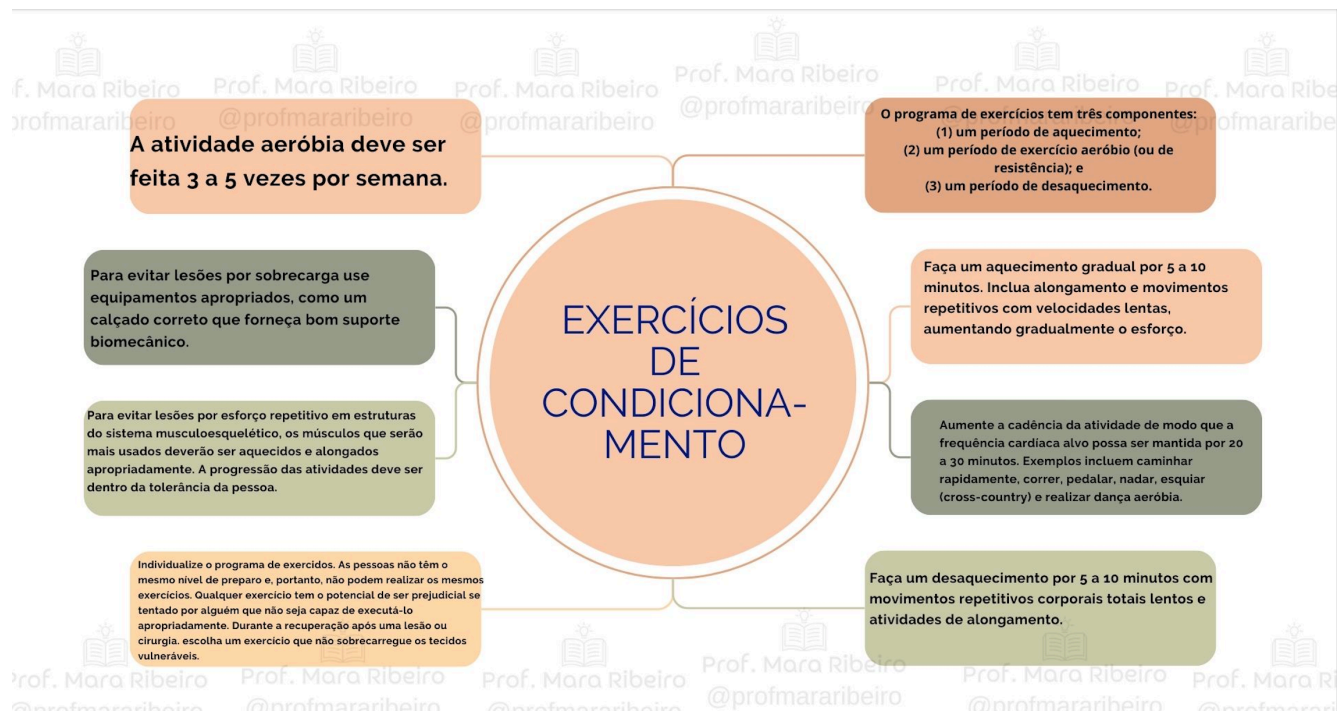 Prof. Mara Ribeiro
@profmararibeiro
A atividade aeróbia deve ser
feita 3 a 5 vezes por semana.
O programa de exercícios tem três componentes:
(1) um período de aquecimento;
(2) um período de exercício aeróbio (ou de
resistência); e
(3) um período de desaquecimento.
Para evitar lesões por sobrecarga use
equipamentos apropriados, como um
calçado correto que forneça bom suporte
biomecânico.
Faça um aquecimento gradual por 5 a 10
minutos. Inclua alongamento e movimentos
repetitivos com velocidades lentas,
aumentando gradualmente o esforço.
EXERCÍCIOS
DE
CONDICIONA-
MENTO
Para evitar lesões por esforço repetitivo em estruturas
do sistema musculoesquelético, os músculos que serão
mais usados deverão ser aquecidos e alongados
apropriadamente. A progressão das atividades deve ser
dentro da tolerância da pessoa.
Aumente a cadência da atividade de modo que a
frequência cardíaca alvo possa ser mantida por 20
a 30 minutos. Exemplos incluem caminhar
rapidamente, correr, pedalar, nadar, esquiar
(cross-country) e realizar dança aeróbia.
Individualize o programa de exercidos. As pessoas não têm o
mesmo nível de preparo e, portanto, não podem realizar os mesmos
exercícios. Qualquer exercício tem o potencial de ser prejudicial se
tentado por alguém que não seja capaz de executá-lo
apropriadamente. Durante a recuperação após uma lesão ou
cirurgia. escolha um exercício que não sobrecarregue os tecidos
vulneráveis.
Faça um desaquecimento por 5 a 10 minutos com
movimentos repetitivos corporais totais lentos e
atividades de alongamento.